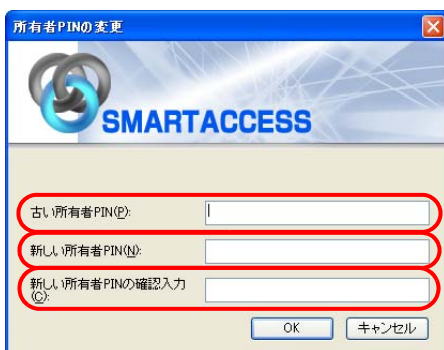 所有者PINの変更
SMARTACCESS
古い所有者PIN(P):
新しい所有者PIN(N):
新しい所有者PINの確認入力
(C):
OK
キャンセル